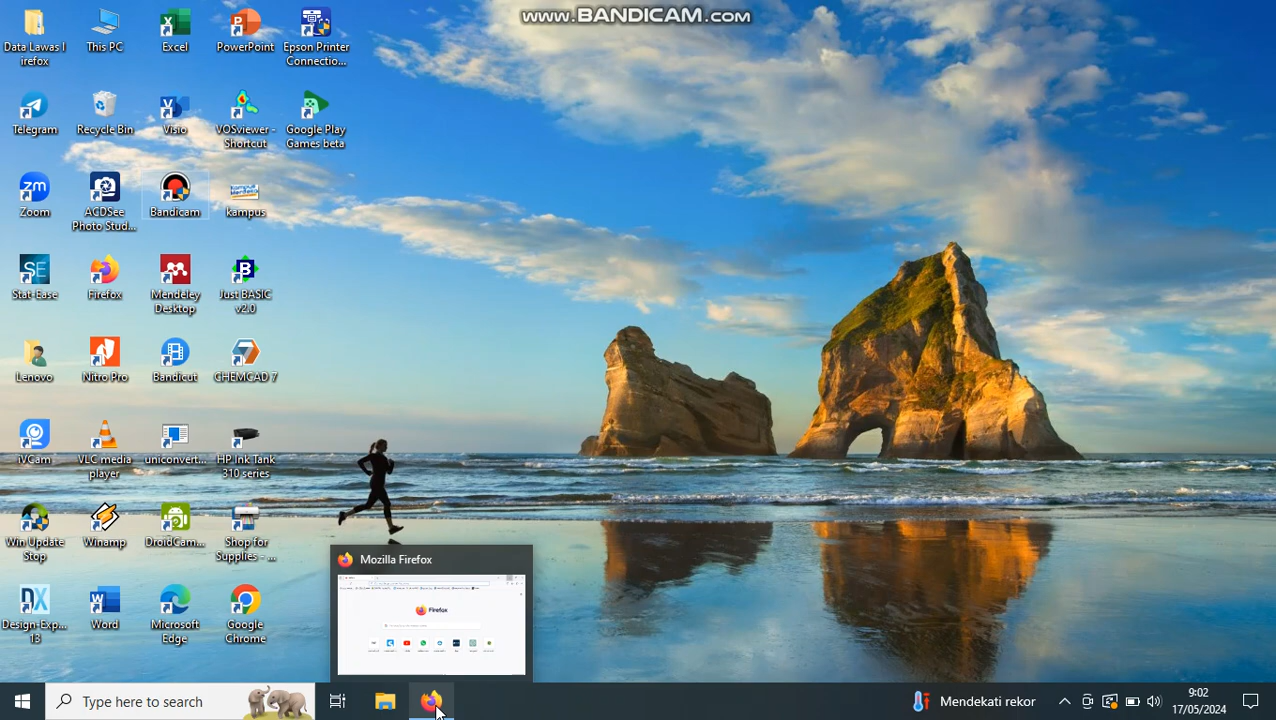 www.BANDICAM.com
Data Lawas F
irefox
This PC
Excel
PowerPoint
Epson Printer
Connectio...
Telegram
Recycle Bin
Visio
VOSviewer -
Shortcut
Google Play
Games beta
Zoom
ACDSee
Photo Stud...
Bandicam
kampus
Stat-Ease
Firefox
Mendeley
Desktop
Just BASIC
v2.0
Lenovo
Nitro Pro
Bandicut
CHEMCAD 7
iVCam
VLC media
player
uniconvert...
HP Ink Tank
310 series
Win Update
Stop
Winamp
DroidCam...
Shop for
Supplies - ...
Design-Exp...
13
Word
Microsoft
Edge
Google
Chrome
Mozilla Firefox
Firefox
Type here to search
Mendekati rekor
9:02
17/05/2024